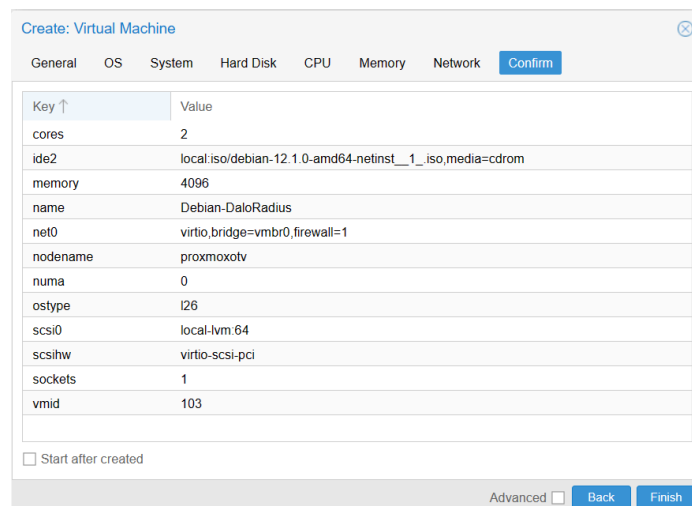 Create: Virtual Machine
General OS System Hard Disk CPU Memory Network Confirm
Key Value
cores 2
ide2 local:iso/debian-12.1.0-amd64-netinst__1_.iso,media=cdrom
memory 4096
name Debian-DaloRadius
net0 virtio,bridge=vmbr0,firewall=1
nodename proxmoxotv
numa 0
ostype l26
scsi0 local-lvm:64
scsihw virtio-scsi-pci
sockets 1
vmid 103
Start after created
Advanced Back Finish